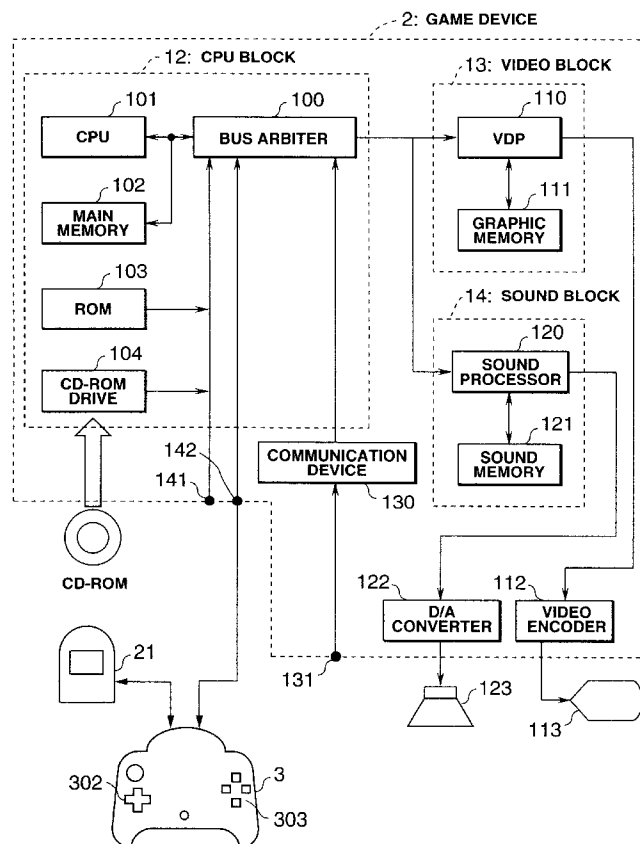 2: GAME DEVICE
12: CPU BLOCK
13: VIDEO BLOCK
101
100
110
CPU
BUS ARBITER
VDP
102
111
MAIN
MEMORY
GRAPHIC
MEMORY
103
14: SOUND BLOCK
ROM
120
104
SOUND
PROCESSOR
CD-ROM
DRIVE
121
142
COMMUNICATION
DEVICE
SOUND
MEMORY
141
130
CD-ROM
122
112
D/A
CONVERTER
VIDEO
ENCODER
21
131
123
113
302
3
303